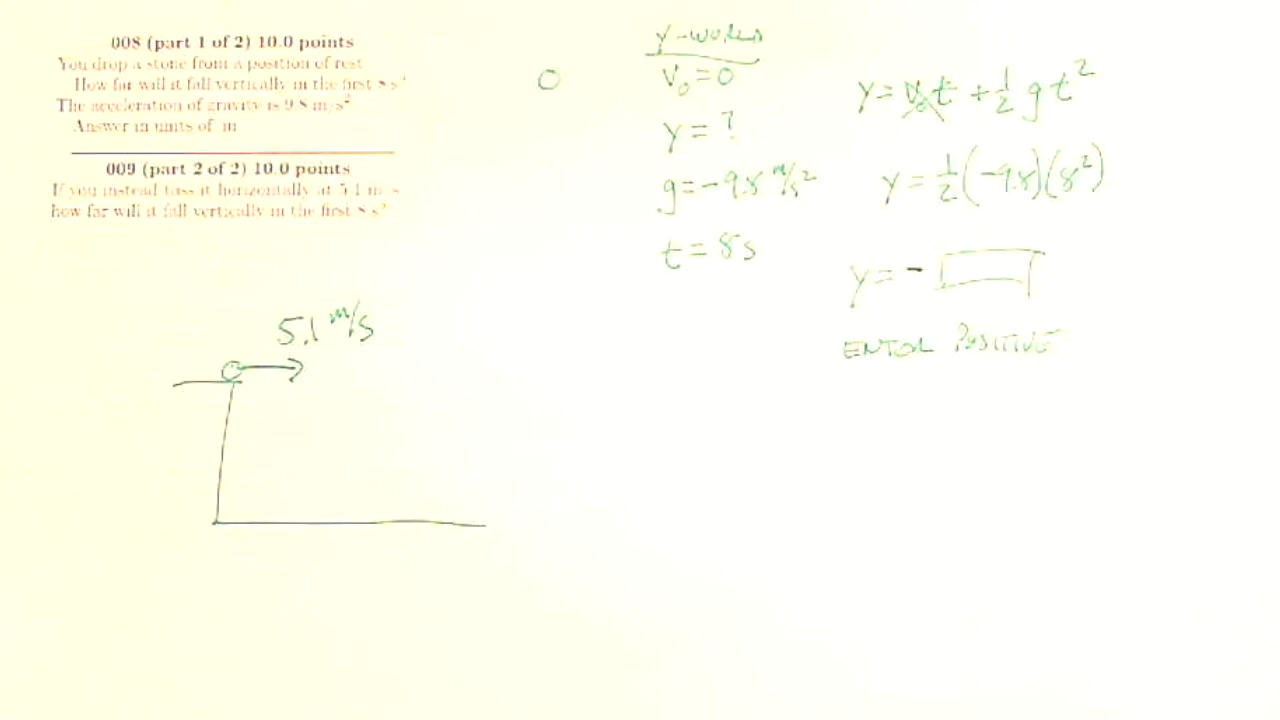 008 (part 1 of 2) 10.0 points
You drop a stone from a position of rest
How far will it fall vertically in the first 8 s?
The acceleration of gravity is 9.8 m/s²
Answer in units of m
009 (part 2 of 2) 10.0 points
If you instead toss it horizontally at 5.1 m/s
how far will it fall vertically in the first 8 s?
5.1 m/s
y-WORLD
V₀ = 0
y = ?
g = -9.8 m/s²
t = 8s
y = V₀t + 1/2 g t²
y = 1/2 (-9.8)(8²)
y = -
ENTER POSITIVE